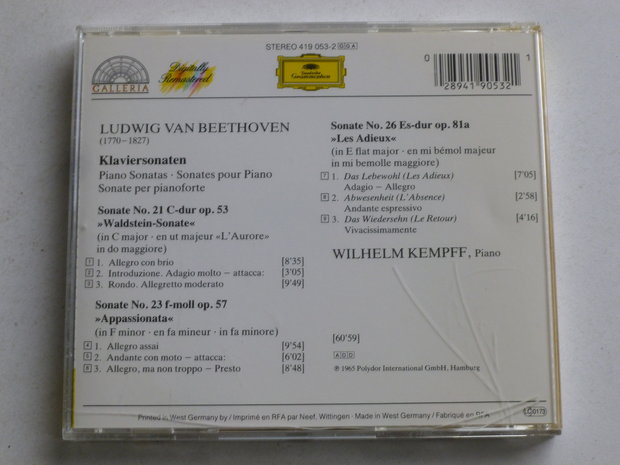 STEREO 419 053-2 GGA
GALLERIA
Digitally
Remastered
Deutsche
Grammophon
0 28941 90532 1
LUDWIG VAN BEETHOVEN
(1770–1827)
Klaviersonaten
Piano Sonatas · Sonates pour Piano
Sonate per pianoforte
Sonate No. 21 C-dur op. 53
»Waldstein-Sonate«
(in C major · en ut majeur «L'Aurore»
in do maggiore)
1 1. Allegro con brio [8'35]
2 2. Introduzione. Adagio molto – attacca: [3'05]
3 3. Rondo. Allegretto moderato [9'49]
Sonate No. 23 f-moll op. 57
»Appassionata«
(in F minor · en fa mineur · in fa minore)
4 1. Allegro assai [9'54]
5 2. Andante con moto – attacca: [6'02]
6 3. Allegro, ma non troppo – Presto [8'48]
Sonate No. 26 Es-dur op. 81a
»Les Adieux«
(in E flat major · en mi bémol majeur
in mi bemolle maggiore)
7 1. Das Lebewohl (Les Adieux) [7'05]
Adagio – Allegro
8 2. Abwesenheit (L'Absence) [2'58]
Andante espressivo
9 3. Das Wiedersehn (Le Retour) [4'16]
Vivacissimamente
WILHELM KEMPFF, Piano
[60'59]
ADD
℗ 1965 Polydor International GmbH, Hamburg
Printed in West Germany by / Imprimé en RFA par Neef, Wittingen · Made in West Germany / Fabriqué en RFA
LC 0173